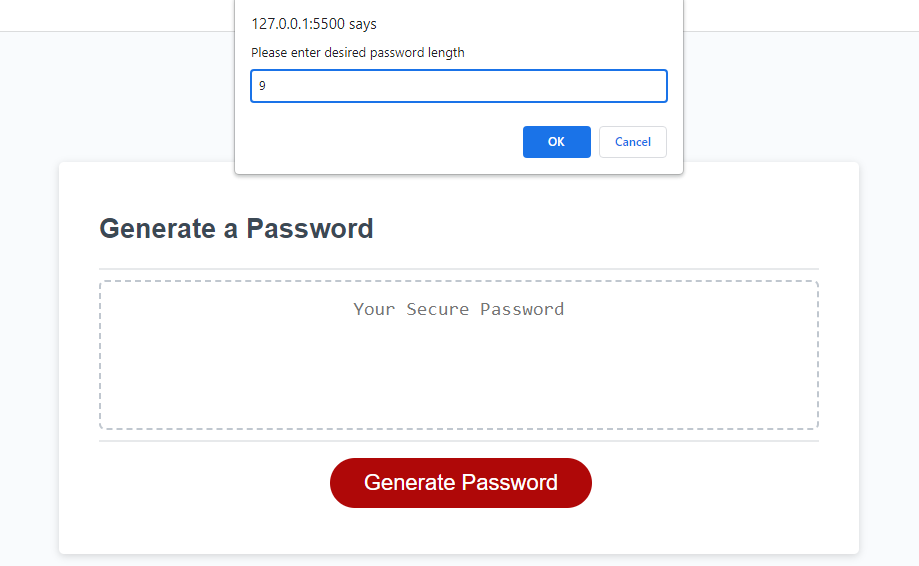 127.0.0.1:5500 says
Please enter desired password length
9
OK
Cancel
Generate a Password
Your Secure Password
Generate Password